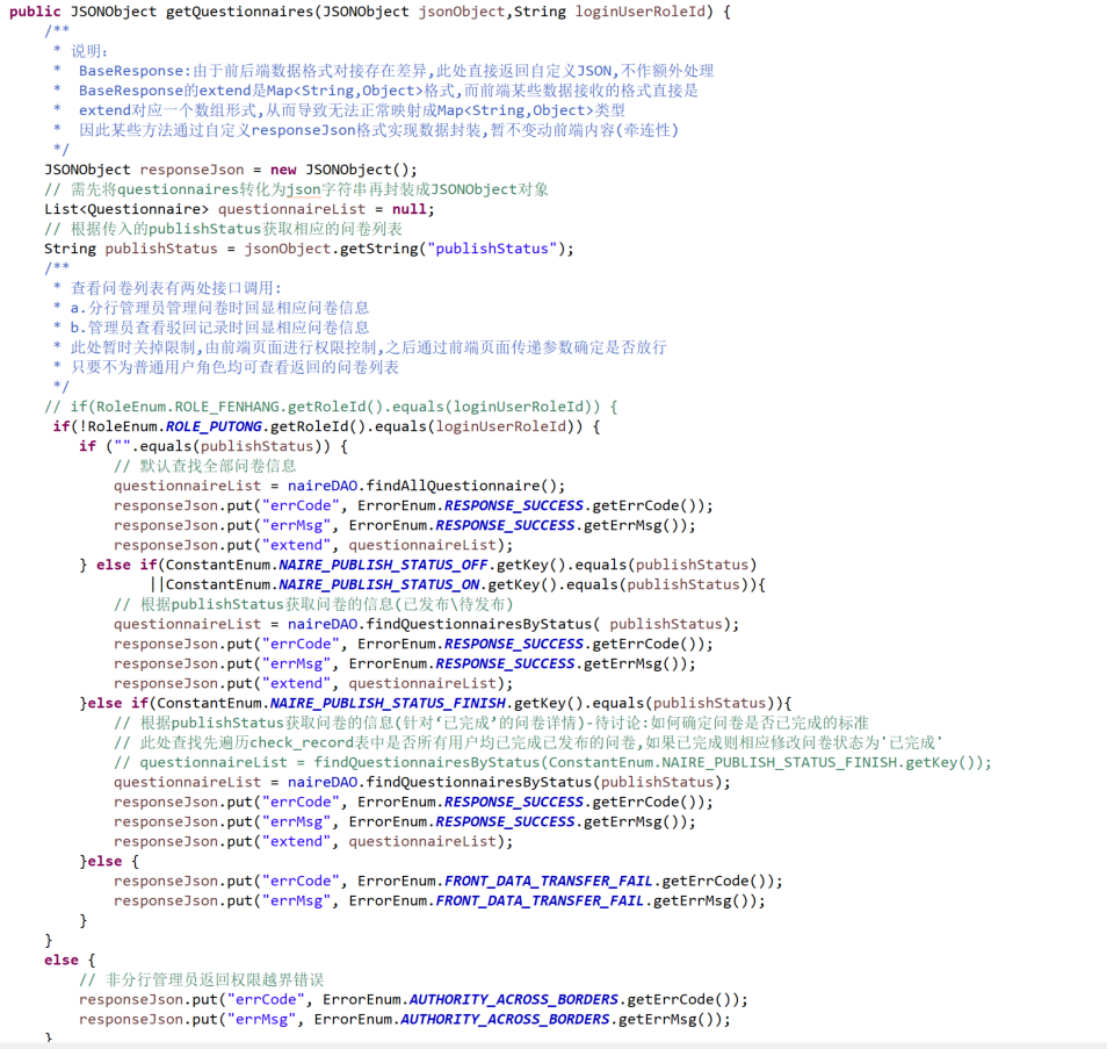 public JSONObject getQuestionnaires(JSONObject jsonObject,String loginUserRoleId) {
/**
* 说明:
* BaseResponse:由于前后端数据格式对接存在差异,此处直接返回自定义JSON,不作额外处理
* BaseResponse的extend是Map<String,Object>格式,而前端某些数据接收的格式直接是
* extend对应一个数组形式,从而导致无法正常映射成Map<String,Object>类型
* 因此某些方法通过自定义responseJson格式实现数据封装,暂不变动前端内容(牵连性)
*/
JSONObject responseJson = new JSONObject();
// 需先将questionnaires转化为json字符串再封装成JSONObject对象
List<Questionnaire> questionnaireList = null;
// 根据传入的publishStatus获取相应的问卷列表
String publishStatus = jsonObject.getString("publishStatus");
/**
* 查看问卷列表有两处接口调用:
* a.分行管理员管理问卷时回显相应问卷信息
* b.管理员查看驳回记录时回显相应问卷信息
* 此处暂时关掉限制,由前端页面进行权限控制,之后通过前端页面传递参数确定是否放行
* 只要不为普通用户角色均可查看返回的问卷列表
*/
// if(RoleEnum.ROLE_FENHANG.getRoleId().equals(loginUserRoleId)) {
if(!RoleEnum.ROLE_PUTONG.getRoleId().equals(loginUserRoleId)) {
if ("".equals(publishStatus)) {
// 默认查找全部问卷信息
questionnaireList = naireDAO.findAllQuestionnaire();
responseJson.put("errCode", ErrorEnum.RESPONSE_SUCCESS.getErrCode());
responseJson.put("errMsg", ErrorEnum.RESPONSE_SUCCESS.getErrMsg());
responseJson.put("extend", questionnaireList);
} else if(ConstantEnum.NAIRE_PUBLISH_STATUS_OFF.getKey().equals(publishStatus)
||ConstantEnum.NAIRE_PUBLISH_STATUS_ON.getKey().equals(publishStatus)){
// 根据publishStatus获取问卷的信息(已发布\待发布)
questionnaireList = naireDAO.findQuestionnairesByStatus( publishStatus);
responseJson.put("errCode", ErrorEnum.RESPONSE_SUCCESS.getErrCode());
responseJson.put("errMsg", ErrorEnum.RESPONSE_SUCCESS.getErrMsg());
responseJson.put("extend", questionnaireList);
}else if(ConstantEnum.NAIRE_PUBLISH_STATUS_FINISH.getKey().equals(publishStatus)){
// 根据publishStatus获取问卷的信息(针对‘已完成’的问卷详情)-待讨论:如何确定问卷是否已完成的标准
// 此处查找先遍历check_record表中是否所有用户均已完成已发布的问卷,如果已完成则相应修改问卷状态为'已完成'
// questionnaireList = findQuestionnairesByStatus(ConstantEnum.NAIRE_PUBLISH_STATUS_FINISH.getKey());
questionnaireList = naireDAO.findQuestionnairesByStatus(publishStatus);
responseJson.put("errCode", ErrorEnum.RESPONSE_SUCCESS.getErrCode());
responseJson.put("errMsg", ErrorEnum.RESPONSE_SUCCESS.getErrMsg());
responseJson.put("extend", questionnaireList);
}else {
responseJson.put("errCode", ErrorEnum.FRONT_DATA_TRANSFER_FAIL.getErrCode());
responseJson.put("errMsg", ErrorEnum.FRONT_DATA_TRANSFER_FAIL.getErrMsg());
}
}
else {
// 非分行管理员返回权限越界错误
responseJson.put("errCode", ErrorEnum.AUTHORITY_ACROSS_BORDERS.getErrCode());
responseJson.put("errMsg", ErrorEnum.AUTHORITY_ACROSS_BORDERS.getErrMsg());
}